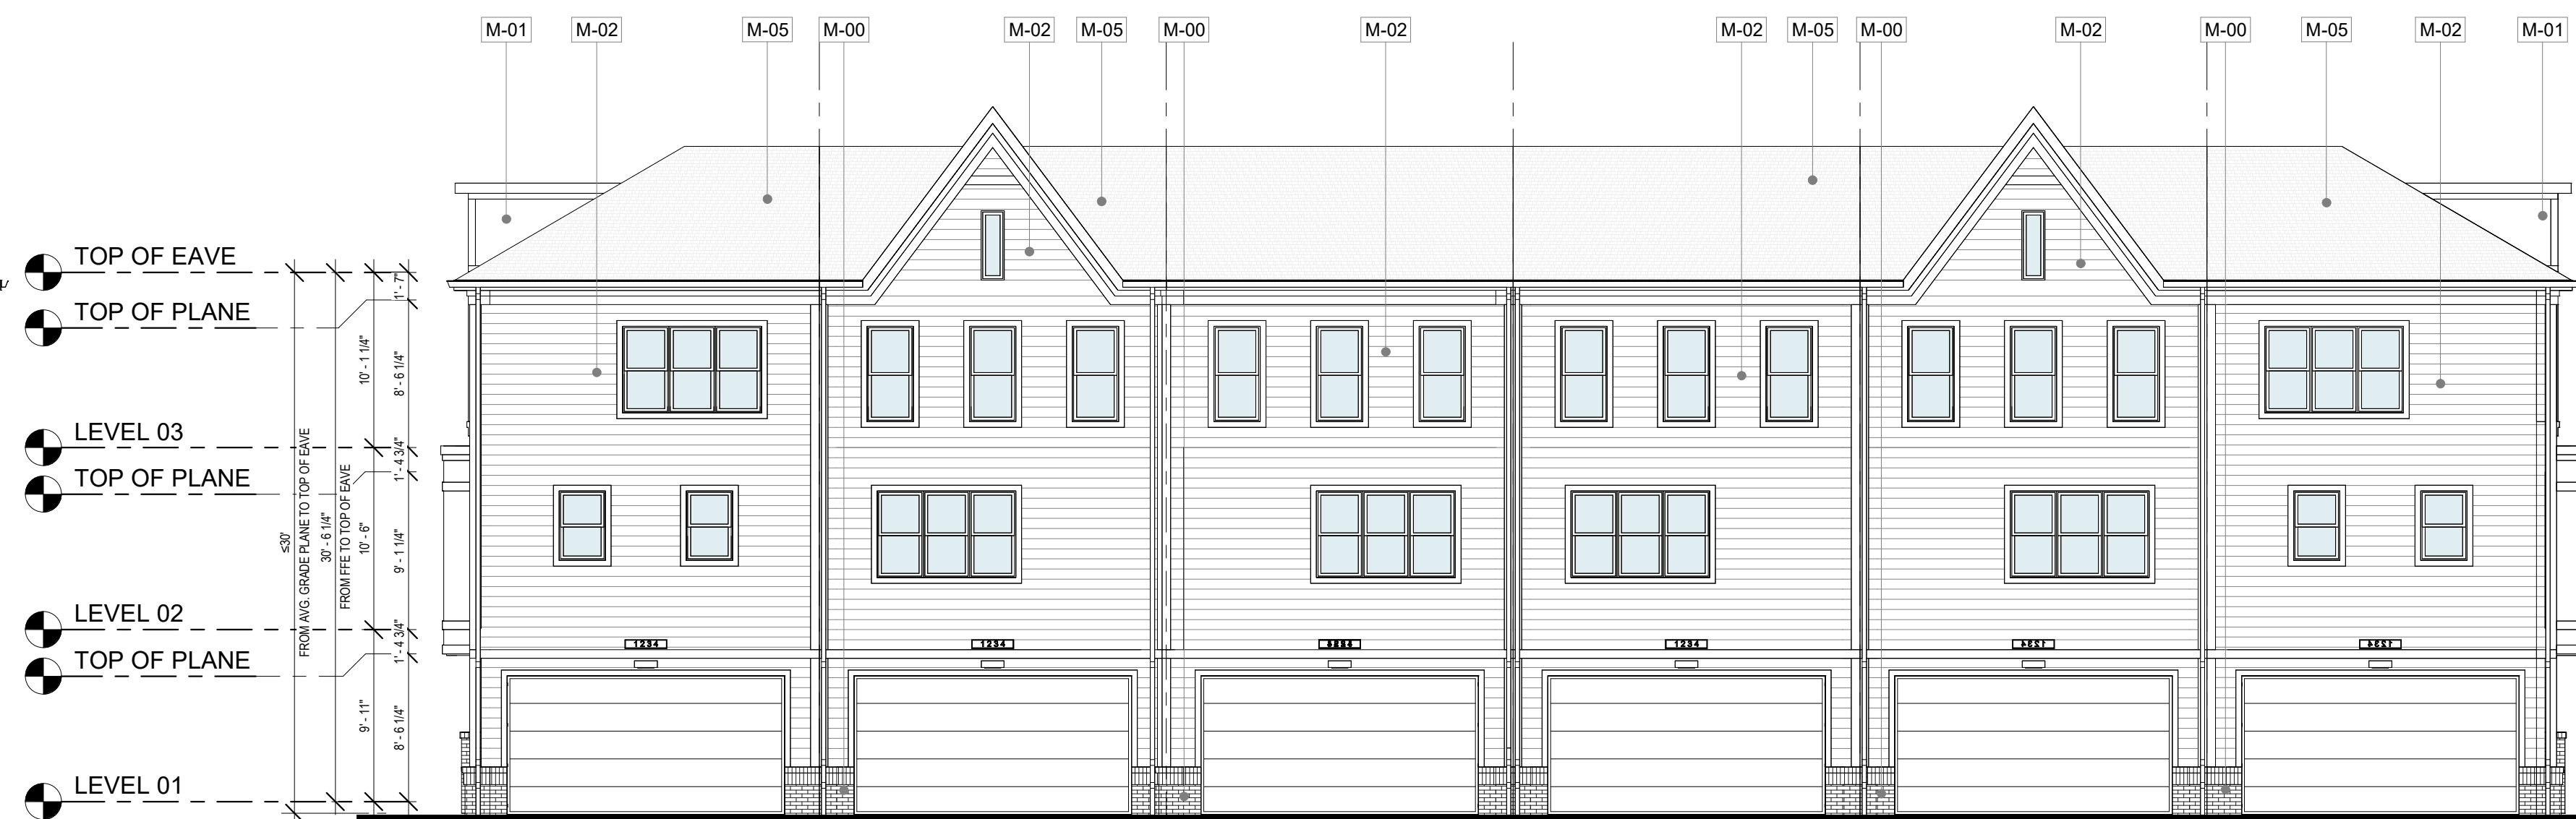 M-01 M-02 M-05 M-00 M-02 M-05 M-00 M-02 M-02 M-05 M-00 M-02 M-00 M-05 M-02 M-01
TOP OF EAVE
TOP OF PLANE
LEVEL 03
TOP OF PLANE
LEVEL 02
TOP OF PLANE
LEVEL 01
≤30'
FROM AVG. GRADE PLANE TO TOP OF EAVE
30' - 6 1/4"
FROM FFE TO TOP OF EAVE
10' - 1 1/4"
10' - 6"
9' - 11"
1' - 7"
8' - 6 1/4"
1' - 4 3/4"
9' - 1 1/4"
1' - 4 3/4"
8' - 6 1/4"
1234 1234 1234 1234 1234